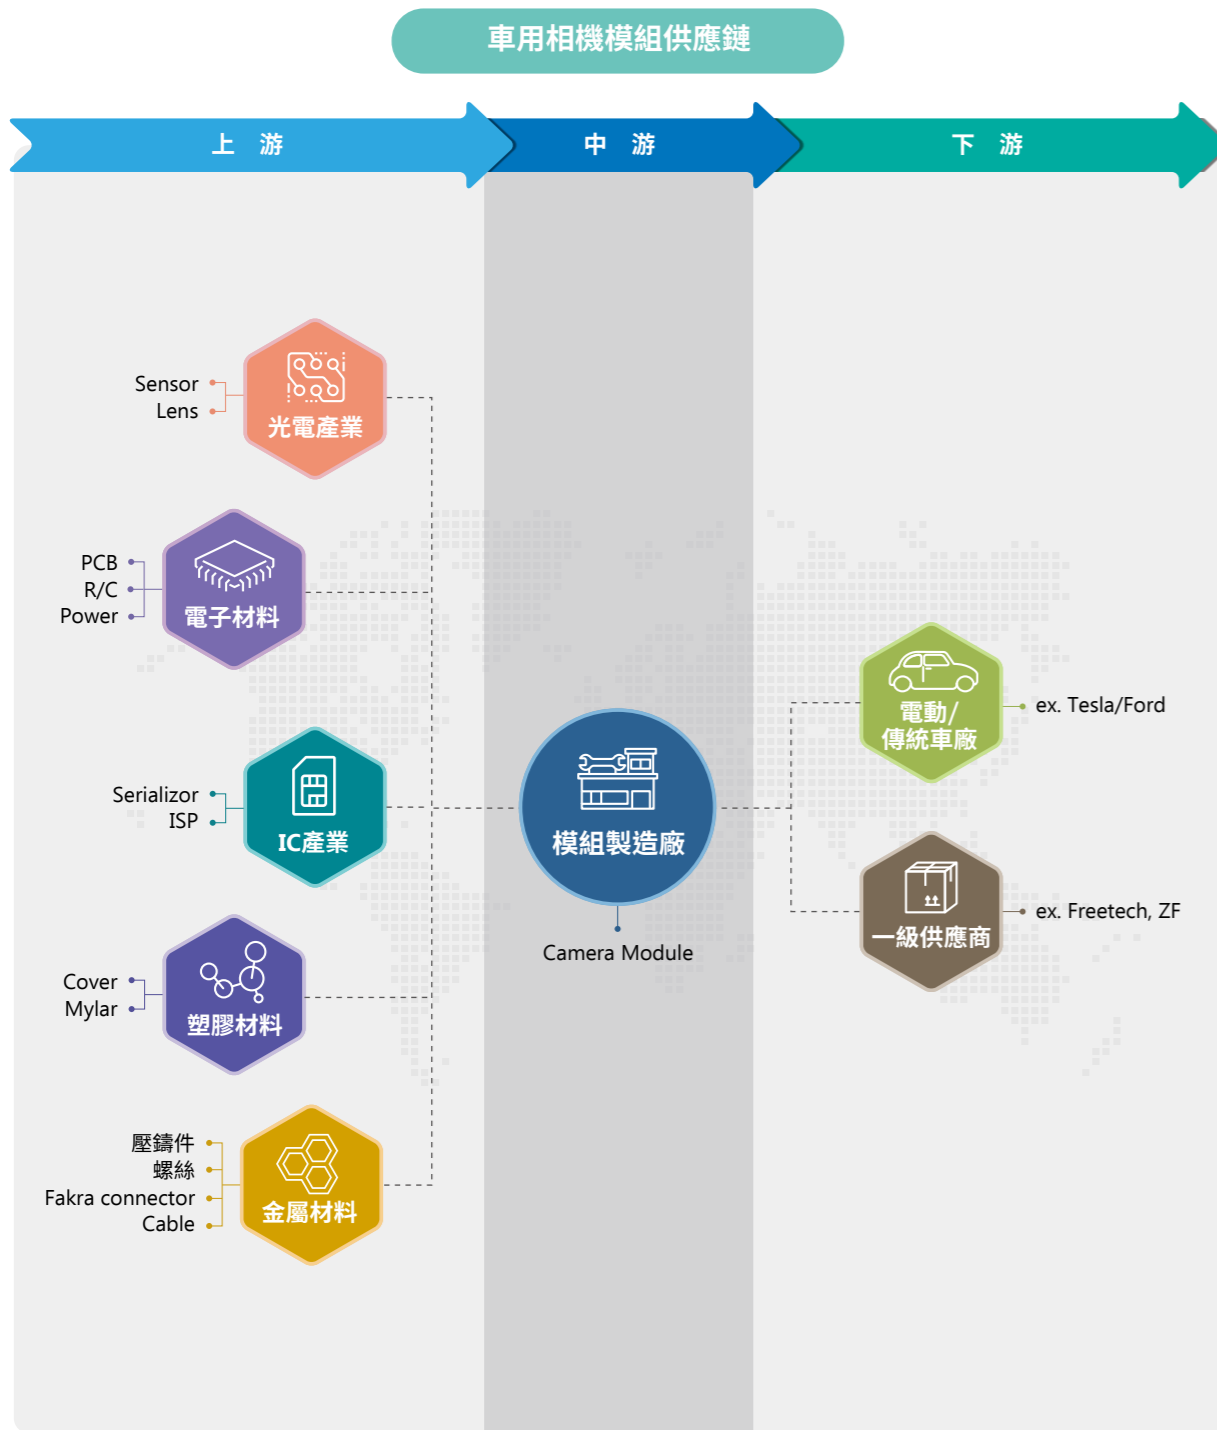 車用相機模組供應鏈
上 游
中 游
下 游
Sensor
Lens
光電產業
PCB
R/C
Power
電子材料
Serializor
ISP
IC產業
Cover
Mylar
塑膠材料
壓鑄件
螺絲
Fakra connector
Cable
金屬材料
模組製造廠
Camera Module
電動/
傳統車廠
ex. Tesla/Ford
一級供應商
ex. Freetech, ZF